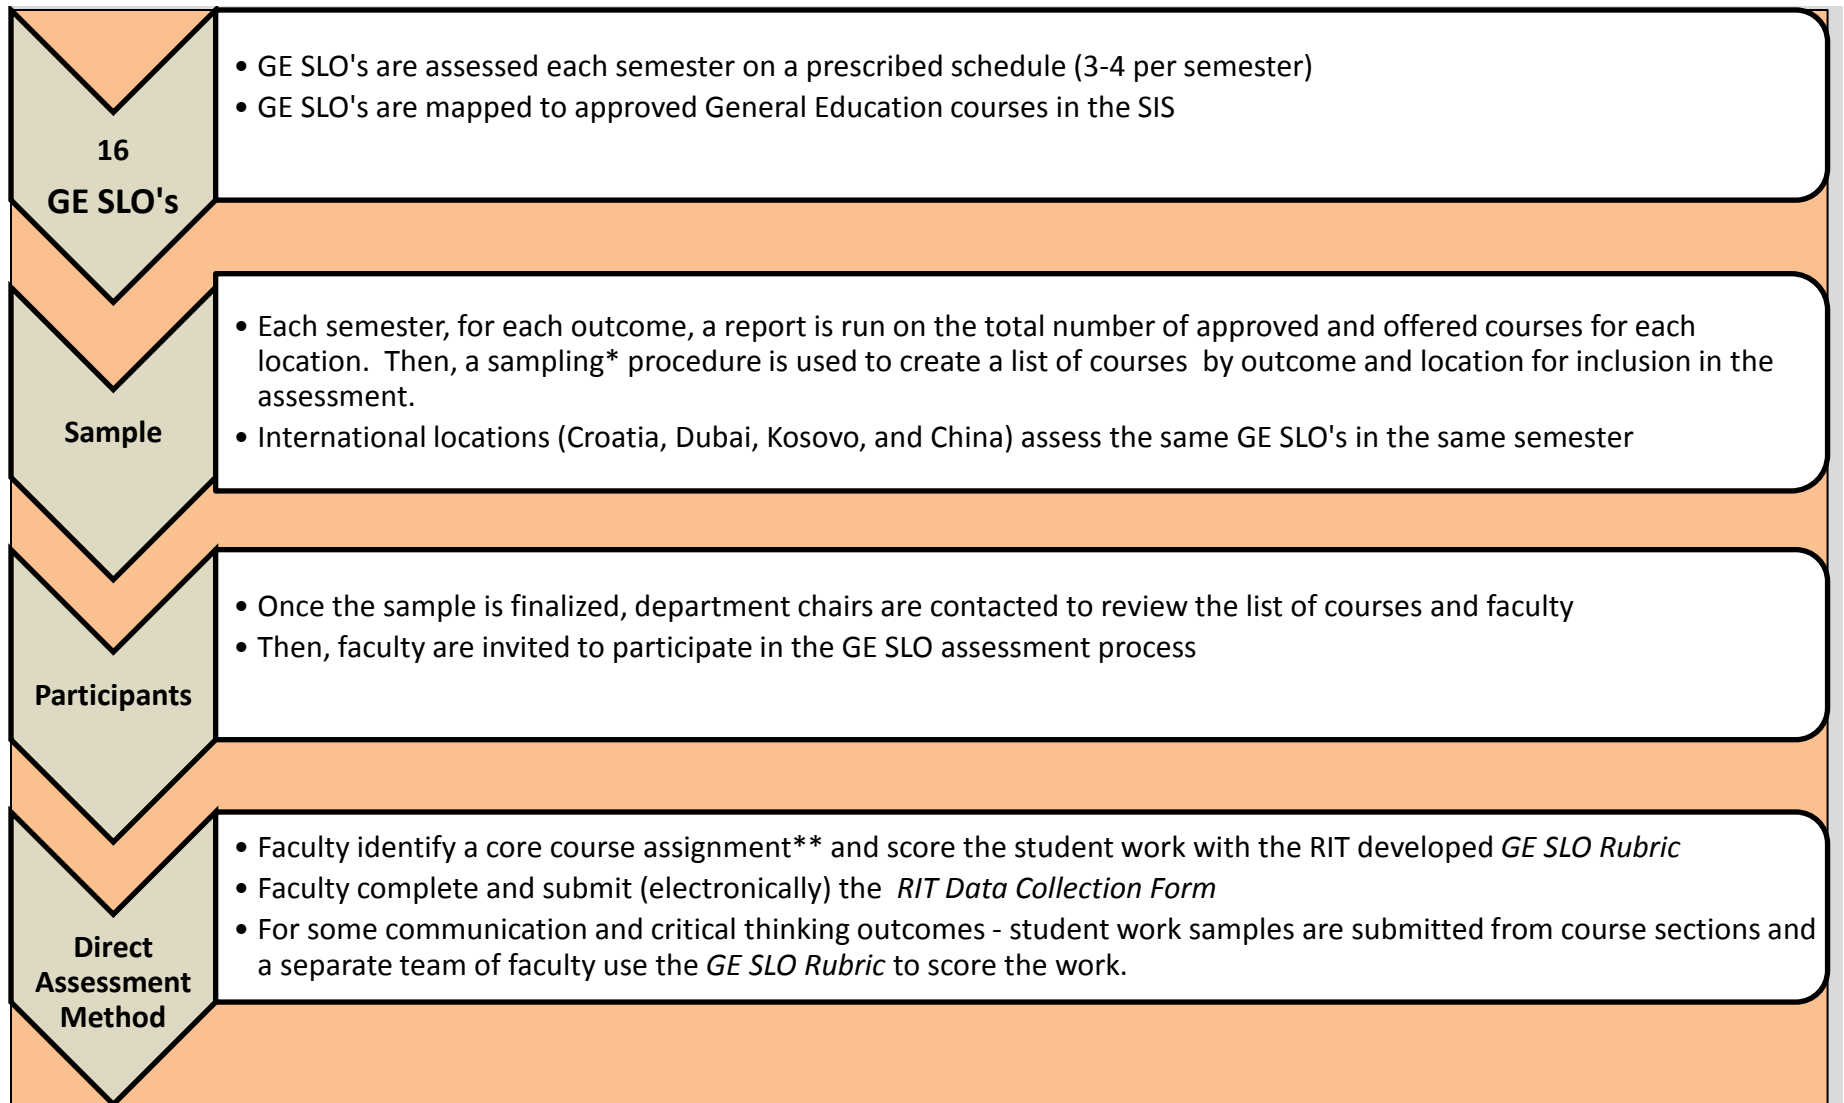 16
GE SLO's
• GE SLO's are assessed each semester on a prescribed schedule (3-4 per semester)
• GE SLO's are mapped to approved General Education courses in the SIS
Sample
• Each semester, for each outcome, a report is run on the total number of approved and offered courses for each
location.  Then, a sampling* procedure is used to create a list of courses  by outcome and location for inclusion in the
assessment.
• International locations (Croatia, Dubai, Kosovo, and China) assess the same GE SLO's in the same semester
Participants
• Once the sample is finalized, department chairs are contacted to review the list of courses and faculty
• Then, faculty are invited to participate in the GE SLO assessment process
Direct
Assessment
Method
• Faculty identify a core course assignment** and score the student work with the RIT developed GE SLO Rubric
• Faculty complete and submit (electronically) the  RIT Data Collection Form
• For some communication and critical thinking outcomes - student work samples are submitted from course sections and
a separate team of faculty use the GE SLO Rubric to score the work.